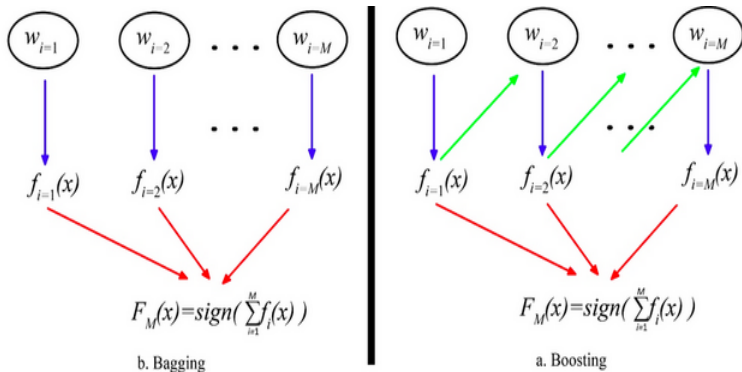 w_{i=1} w_{i=2} ... w_{i=M}
...
f_{i=1}(x) f_{i=2}(x) f_{i=M}(x)
F_M(x)=sign(∑_{i=1}^{M}f_i(x))
b. Bagging
w_{i=1} w_{i=2} ... w_{i=M}
...
f_{i=1}(x) f_{i=2}(x) f_{i=M}(x)
F_M(x)=sign(∑_{i=1}^{M}f_i(x))
a. Boosting